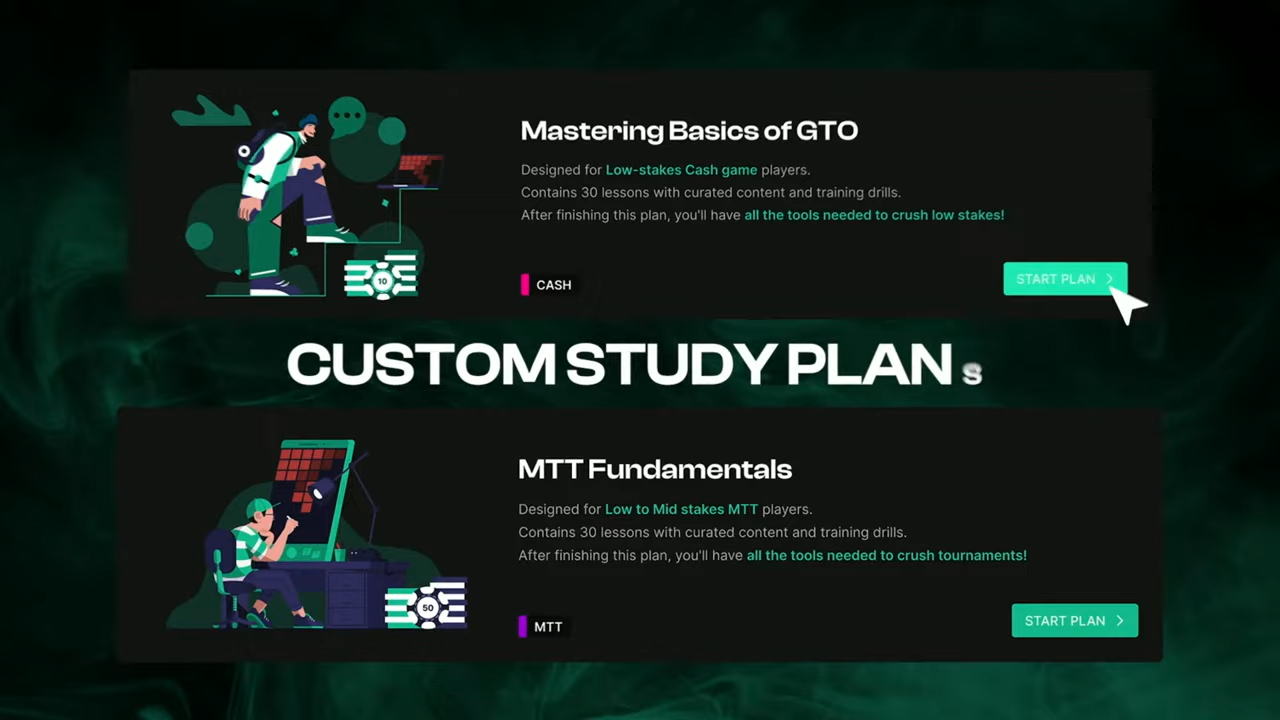 Mastering Basics of GTO
Designed for Low-stakes Cash game players.
Contains 30 lessons with curated content and training drills.
After finishing this plan, you'll have all the tools needed to crush low stakes!
10
CASH
START PLAN
CUSTOM STUDY PLANS
MTT Fundamentals
Designed for Low to Mid stakes MTT players.
Contains 30 lessons with curated content and training drills.
After finishing this plan, you'll have all the tools needed to crush tournaments!
50
MTT
START PLAN